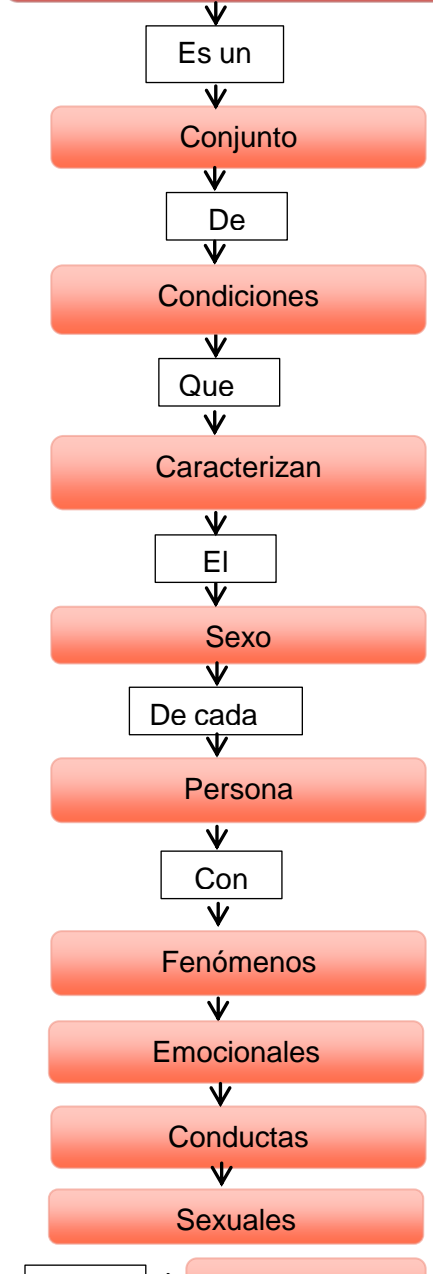 Es un
Conjunto
De
Condiciones
Que
Caracterizan
El
Sexo
De cada
Persona
Con
Fenómenos
Emocionales
Conductas
Sexuales